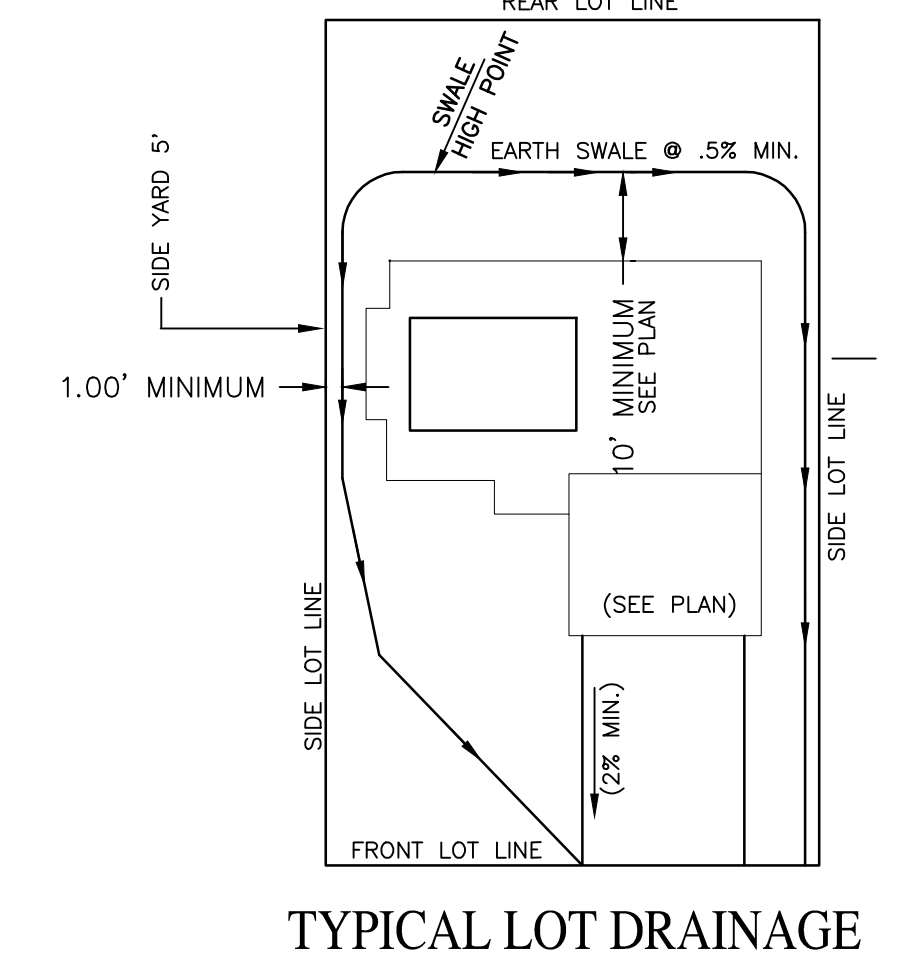 REAR LOT LINE
SWALE
HIGH POINT
EARTH SWALE @ .5% MIN.
SIDE YARD 5'
1.00' MINIMUM
10' MINIMUM
SEE PLAN
SIDE LOT LINE
(SEE PLAN)
SIDE LOT LINE
(2% MIN.)
FRONT LOT LINE
TYPICAL LOT DRAINAGE